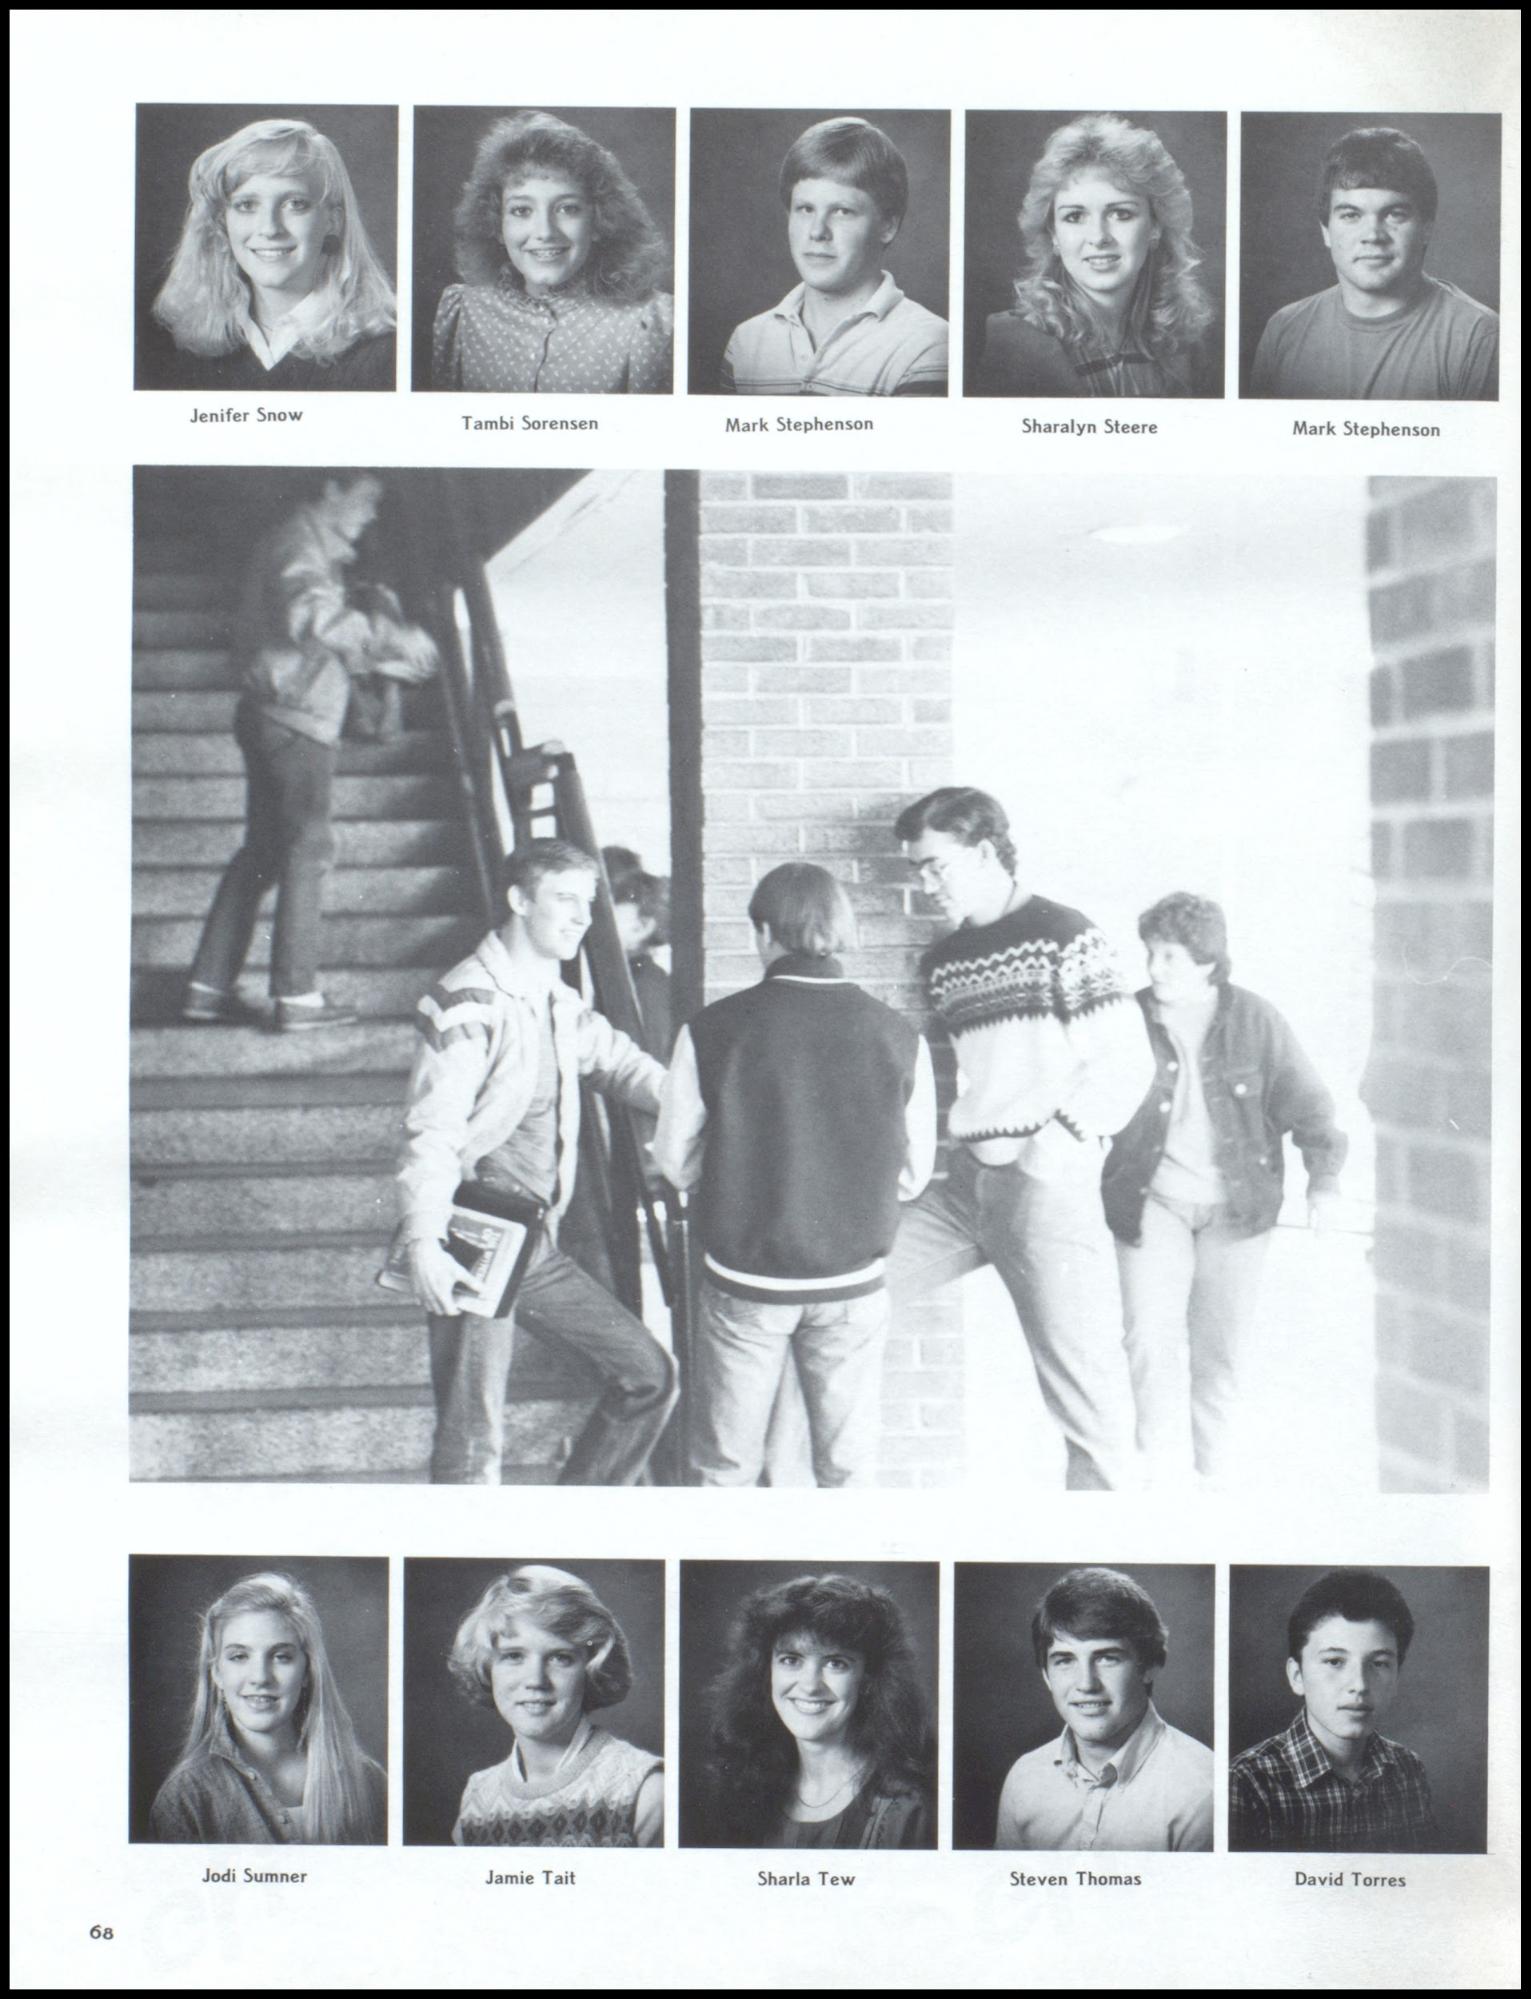 Jenifer Snow
Tambi Sorensen
Mark Stephenson
Sharalyn Steere
Mark Stephenson
Jodi Sumner
Jamie Tait
Sharla Tew
Steven Thomas
David Torres
68